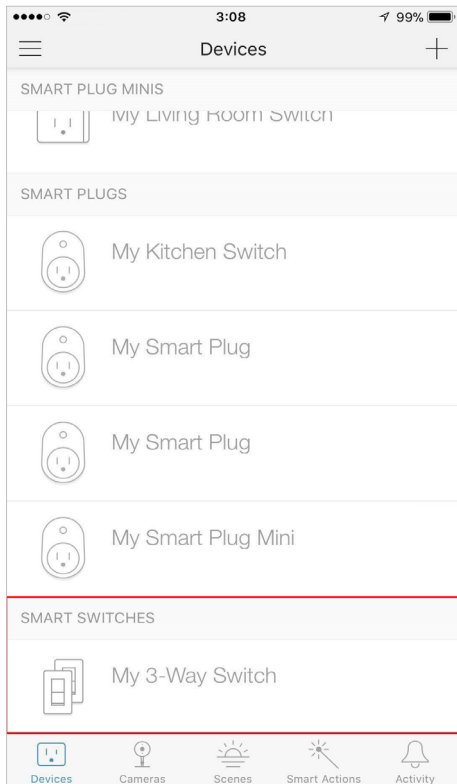 3:08
99%
Devices
SMART PLUG MINIS
My Living Room Switch
SMART PLUGS
My Kitchen Switch
My Smart Plug
My Smart Plug
My Smart Plug Mini
SMART SWITCHES
My 3-Way Switch
Devices Cameras Scenes Smart Actions Activity